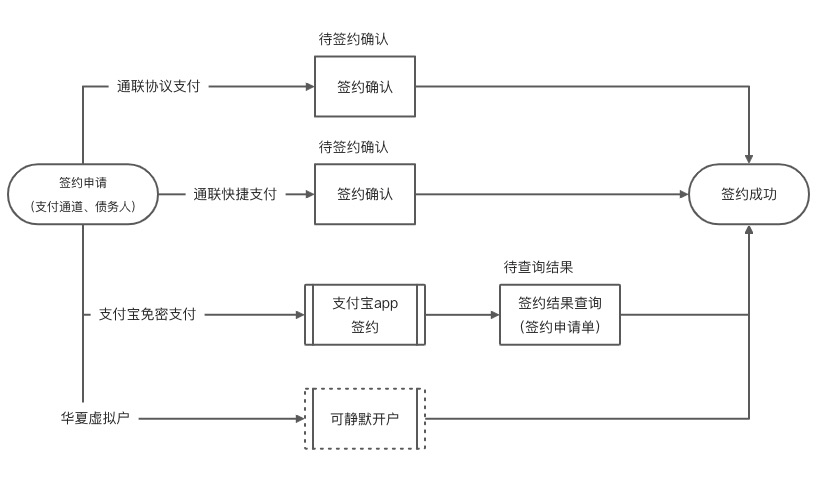 待签约确认
通联协议支付
签约确认
待签约确认
签约申请
(支付通道、债务人)
通联快捷支付
签约确认
签约成功
待查询结果
支付宝免密支付
支付宝app
签约
签约结果查询
(签约申请单)
华夏虚拟户
可静默开户